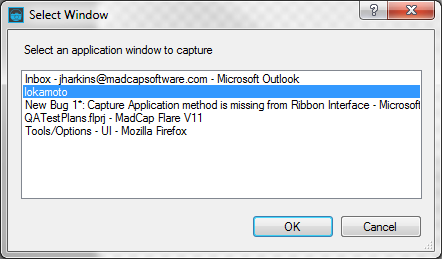 Select Window
?
Select an application window to capture
Inbox - jharkins@madcapsoftware.com - Microsoft Outlook
lokamoto
New Bug 1*: Capture Application method is missing from Ribbon Interface - Microsoft
QATestPlans.flprj - MadCap Flare V11
Tools/Options - UI - Mozilla Firefox
OK
Cancel